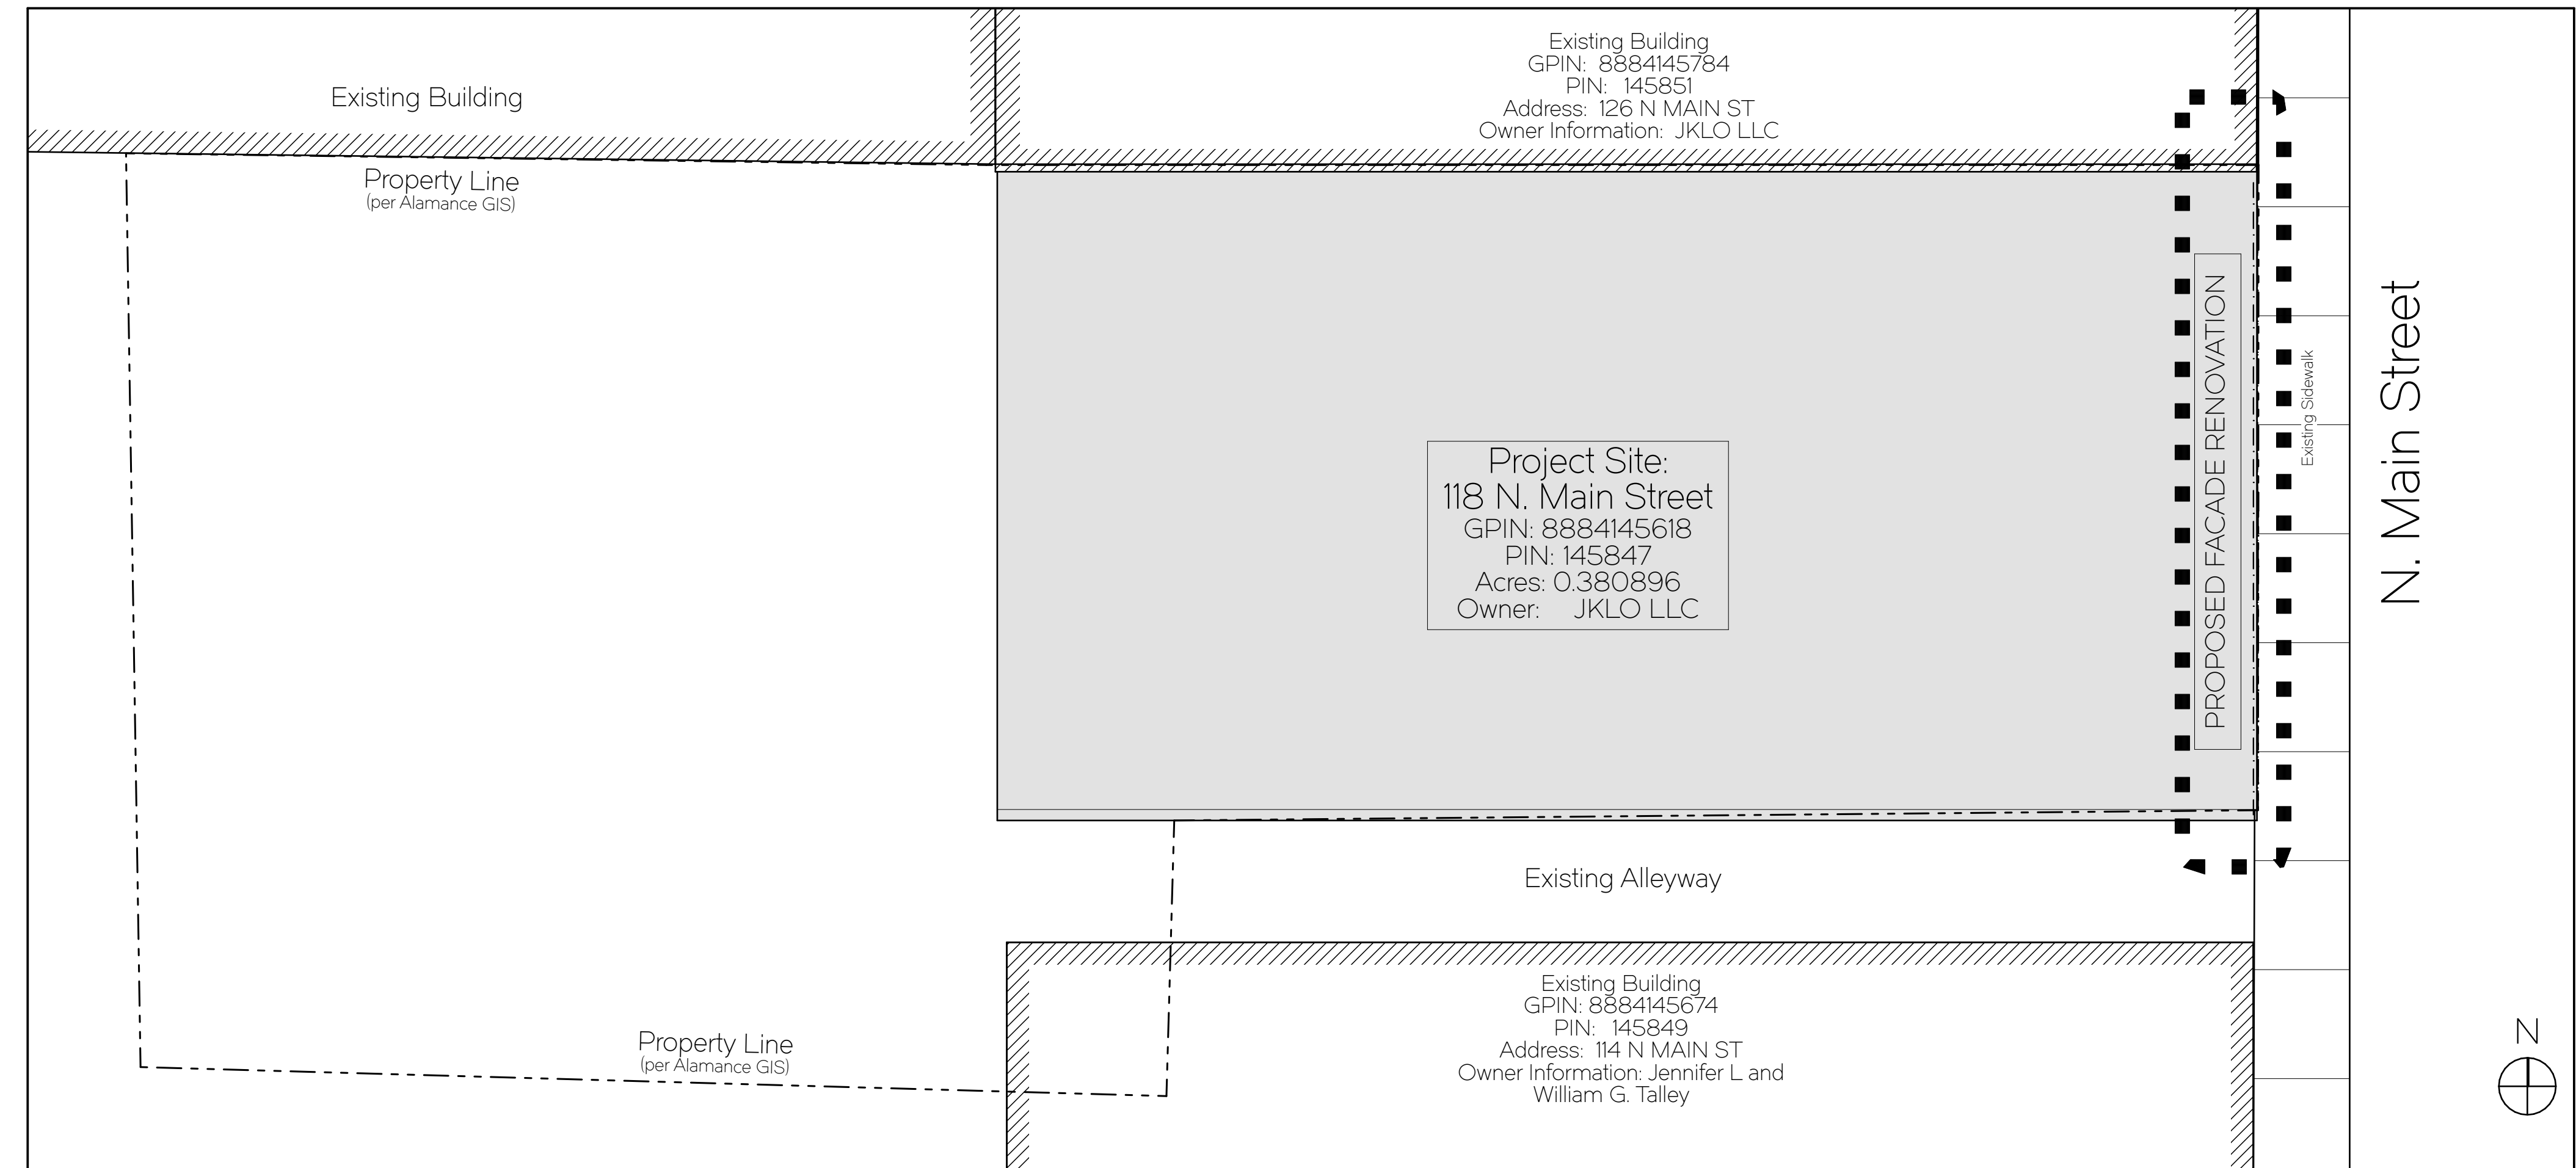 Existing Building
Existing Building
GPIN: 8884145784
PIN: 145851
Address: 126 N MAIN ST
Owner Information: JKLO LLC
Property Line
(per Alamance GIS)
Project Site:
118 N. Main Street
GPIN: 8884145618
PIN: 145847
Acres: 0.380896
Owner: JKLO LLC
PROPOSED FACADE RENOVATION
Existing Sidewalk
N. Main Street
Existing Alleyway
Property Line
(per Alamance GIS)
Existing Building
GPIN: 8884145674
PIN: 145849
Address: 114 N MAIN ST
Owner Information: Jennifer L and
William G. Talley
N